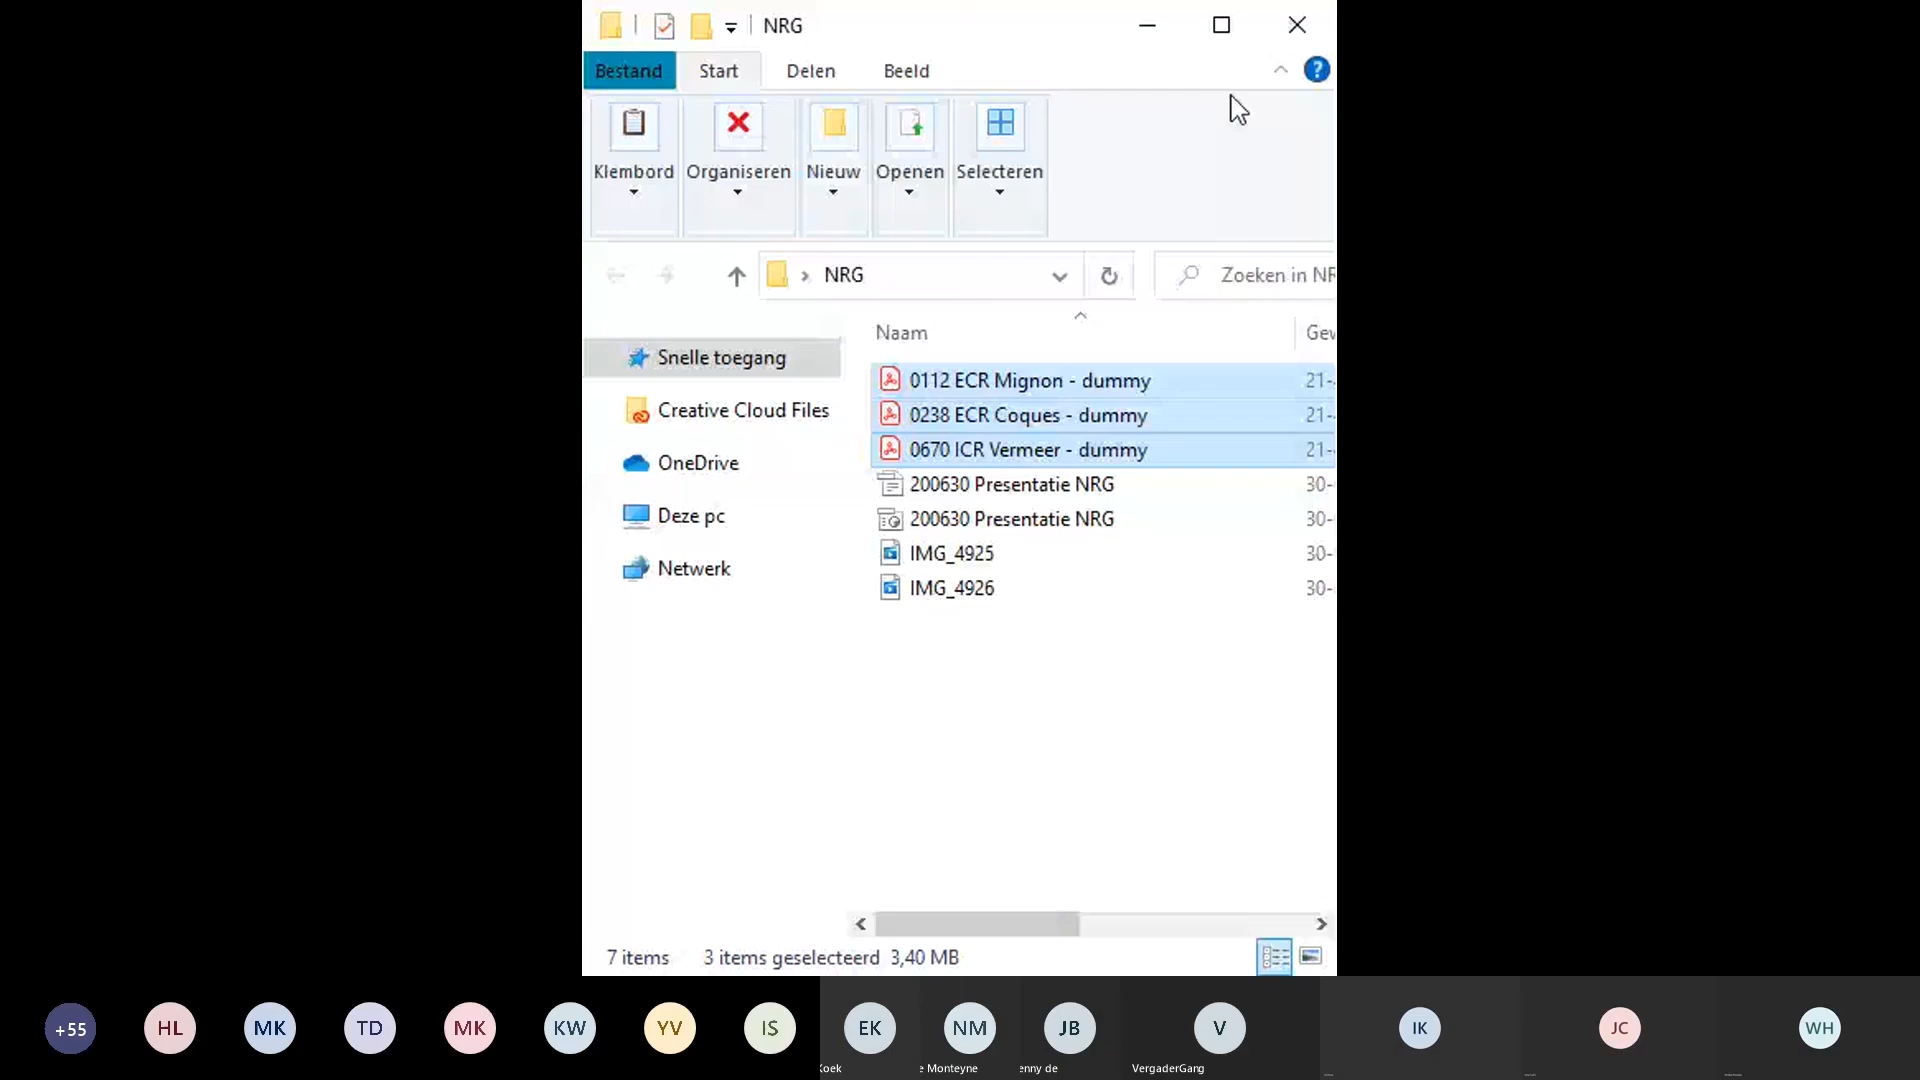 NRG
Bestand Start Delen Beeld
?
Klembord Organiseren Nieuw Openen Selecteren
NRG
Zoeken in NR
Naam
Gew
Snelle toegang
Creative Cloud Files
OneDrive
Deze pc
Netwerk
0112 ECR Mignon - dummy 21-
0238 ECR Coques - dummy 21-
0670 ICR Vermeer - dummy 21-
200630 Presentatie NRG 30-
200630 Presentatie NRG 30-
IMG_4925 30-
IMG_4926 30-
7 items 3 items geselecteerd 3,40 MB
+55 HL MK TD MK KW YV IS EK NM JB V IK JC WH
Koek e Monteyne enny de VergaderGang